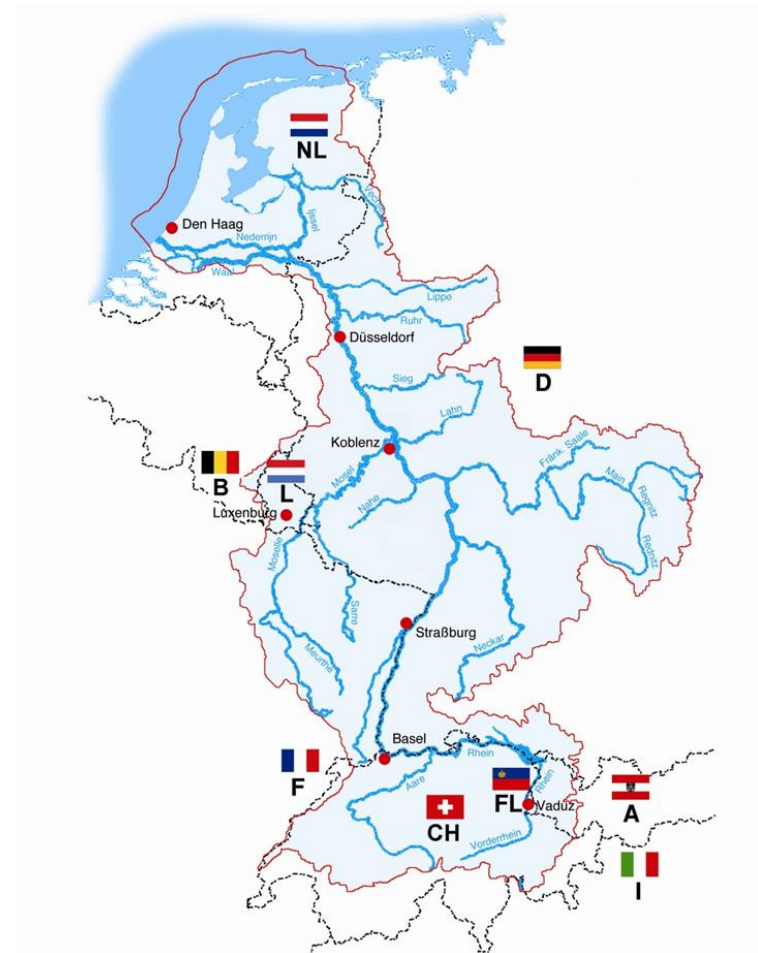 NL
Vechte
Ijssel
Den Haag
Nederrijn
Waal
Lippe
Ruhr
Düsseldorf
D
Sieg
Lahn
Koblenz
Fränk. Saale
B
L
Mosel
Main
Regnitz
Nahe
Luxenburg
Rednitz
Moselle
Sarre
Straßburg
Neckar
Meurthe
Basel
Rhein
F
Aare
Rhein
FL
Vaduz
A
CH
Vorderrhein
I